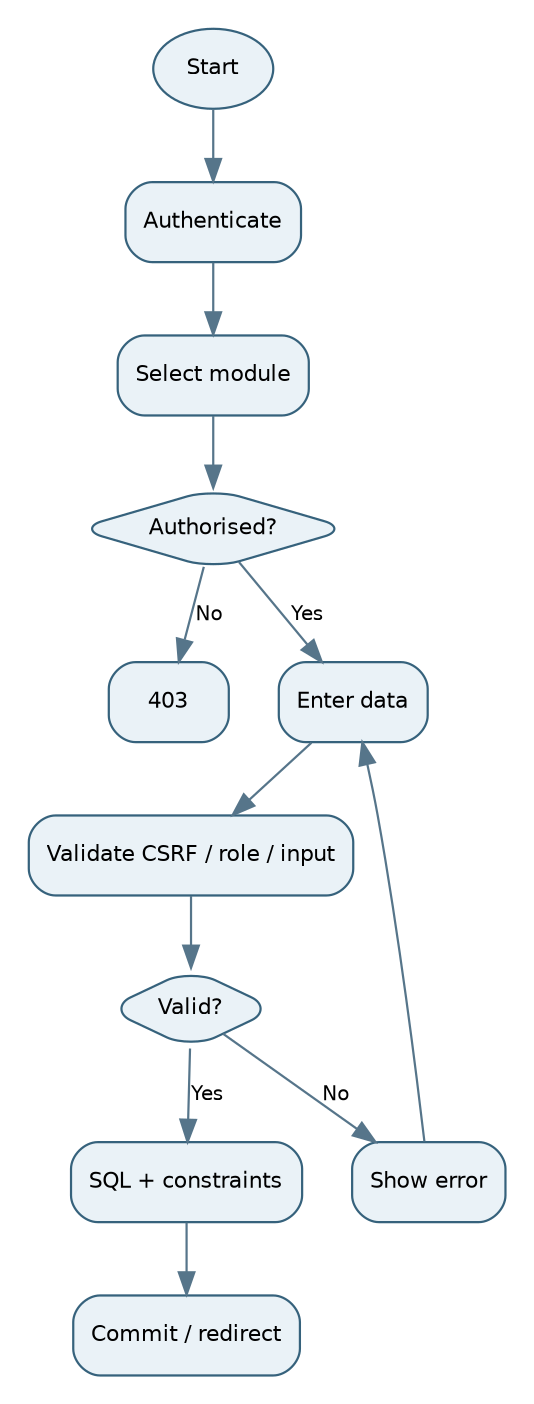 Start
Authenticate
Select module
Authorised?
No
Yes
403
Enter data
Validate CSRF / role / input
Valid?
Yes
No
SQL + constraints
Show error
Commit / redirect